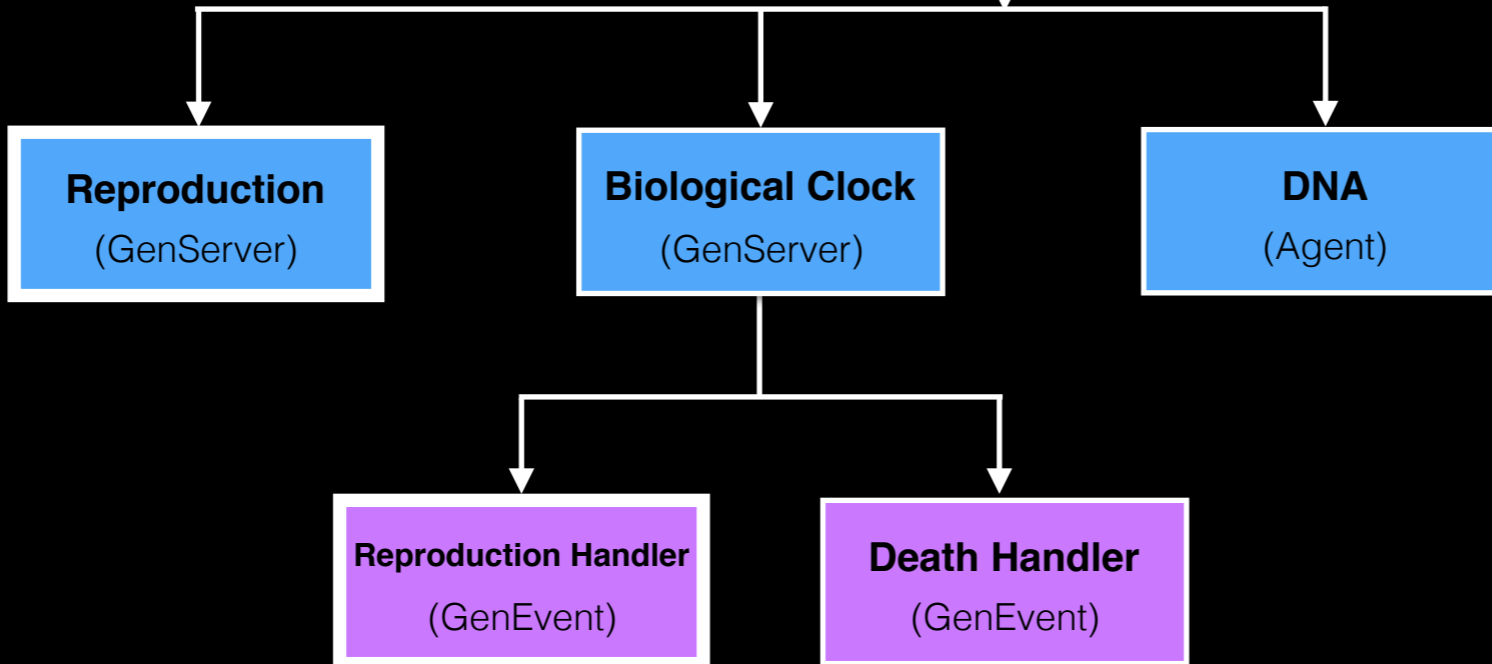 Reproduction
(GenServer)
Biological Clock
(GenServer)
DNA
(Agent)
Reproduction Handler
(GenEvent)
Death Handler
(GenEvent)